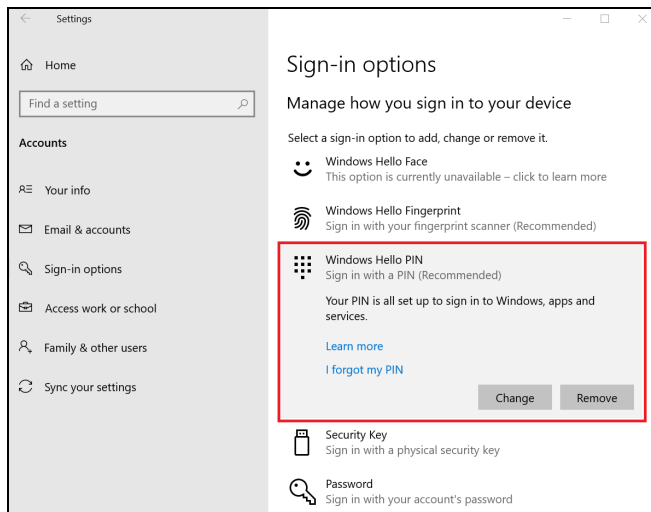 Settings
Home
Find a setting
Accounts
Your info
Email & accounts
Sign-in options
Access work or school
Family & other users
Sync your settings
Sign-in options
Manage how you sign in to your device
Select a sign-in option to add, change or remove it.
Windows Hello Face
This option is currently unavailable – click to learn more
Windows Hello Fingerprint
Sign in with your fingerprint scanner (Recommended)
Windows Hello PIN
Sign in with a PIN (Recommended)
Your PIN is all set up to sign in to Windows, apps and
services.
Learn more
I forgot my PIN
Change Remove
Security Key
Sign in with a physical security key
Password
Sign in with your account's password